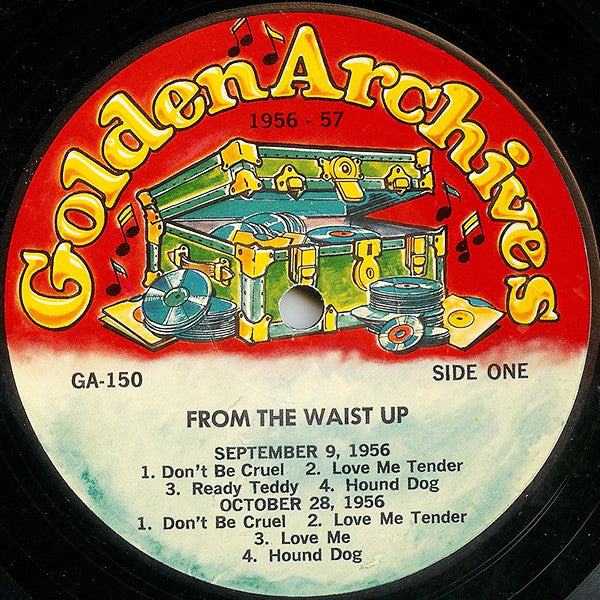 Golden Archives
1956 - 57
GA-150
SIDE ONE
FROM THE WAIST UP
SEPTEMBER 9, 1956
1. Don't Be Cruel 2. Love Me Tender
3. Ready Teddy 4. Hound Dog
OCTOBER 28, 1956
1. Don't Be Cruel 2. Love Me Tender
3. Love Me
4. Hound Dog